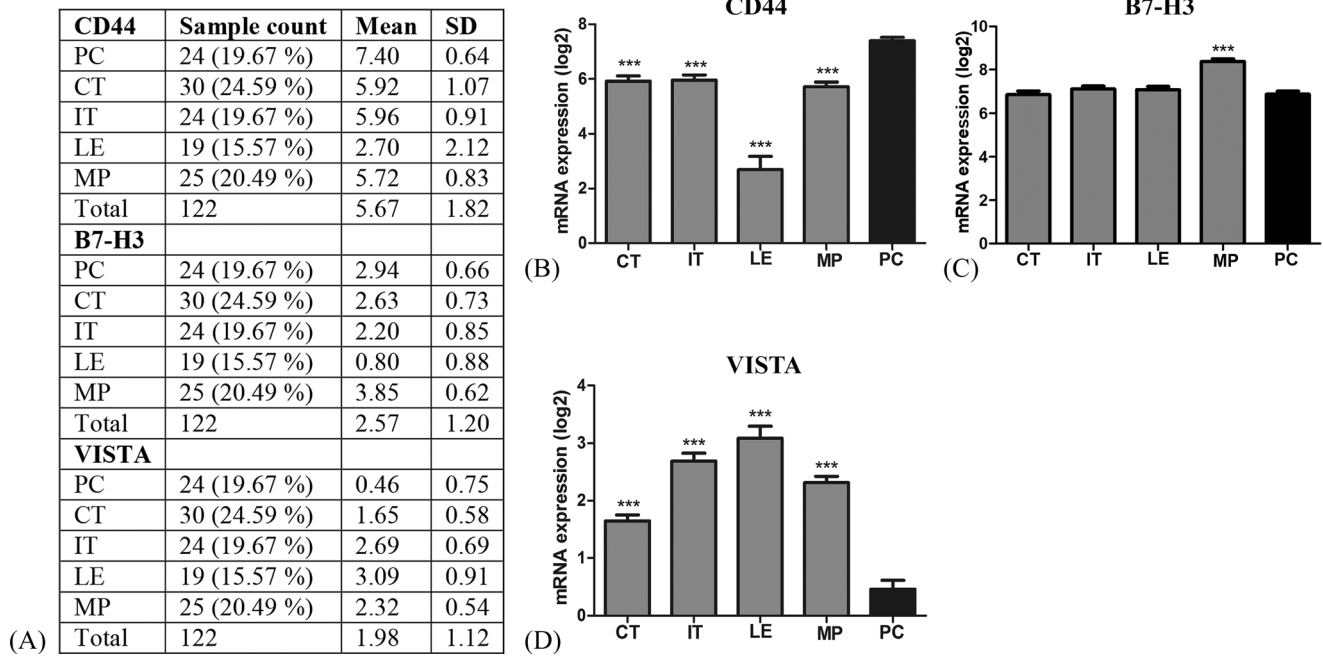 CD44 Sample count Mean SD
PC 24 (19.67 %) 7.40 0.64
CT 30 (24.59 %) 5.92 1.07
IT 24 (19.67 %) 5.96 0.91
LE 19 (15.57 %) 2.70 2.12
MP 25 (20.49 %) 5.72 0.83
Total 122 5.67 1.82
B7-H3
PC 24 (19.67 %) 2.94 0.66
CT 30 (24.59 %) 2.63 0.73
IT 24 (19.67 %) 2.20 0.85
LE 19 (15.57 %) 0.80 0.88
MP 25 (20.49 %) 3.85 0.62
Total 122 2.57 1.20
VISTA
PC 24 (19.67 %) 0.46 0.75
CT 30 (24.59 %) 1.65 0.58
IT 24 (19.67 %) 2.69 0.69
LE 19 (15.57 %) 3.09 0.91
MP 25 (20.49 %) 2.32 0.54
Total 122 1.98 1.12
(A)
CD44
mRNA expression (log2)
8
6
4
2
0
*** *** *** ***
CT IT LE MP PC
(B)
B7-H3
mRNA expression (log2)
10
8
6
4
2
0
***
CT IT LE MP PC
(C)
VISTA
mRNA expression (log2)
4
3
2
1
0
*** *** *** ***
CT IT LE MP PC
(D)